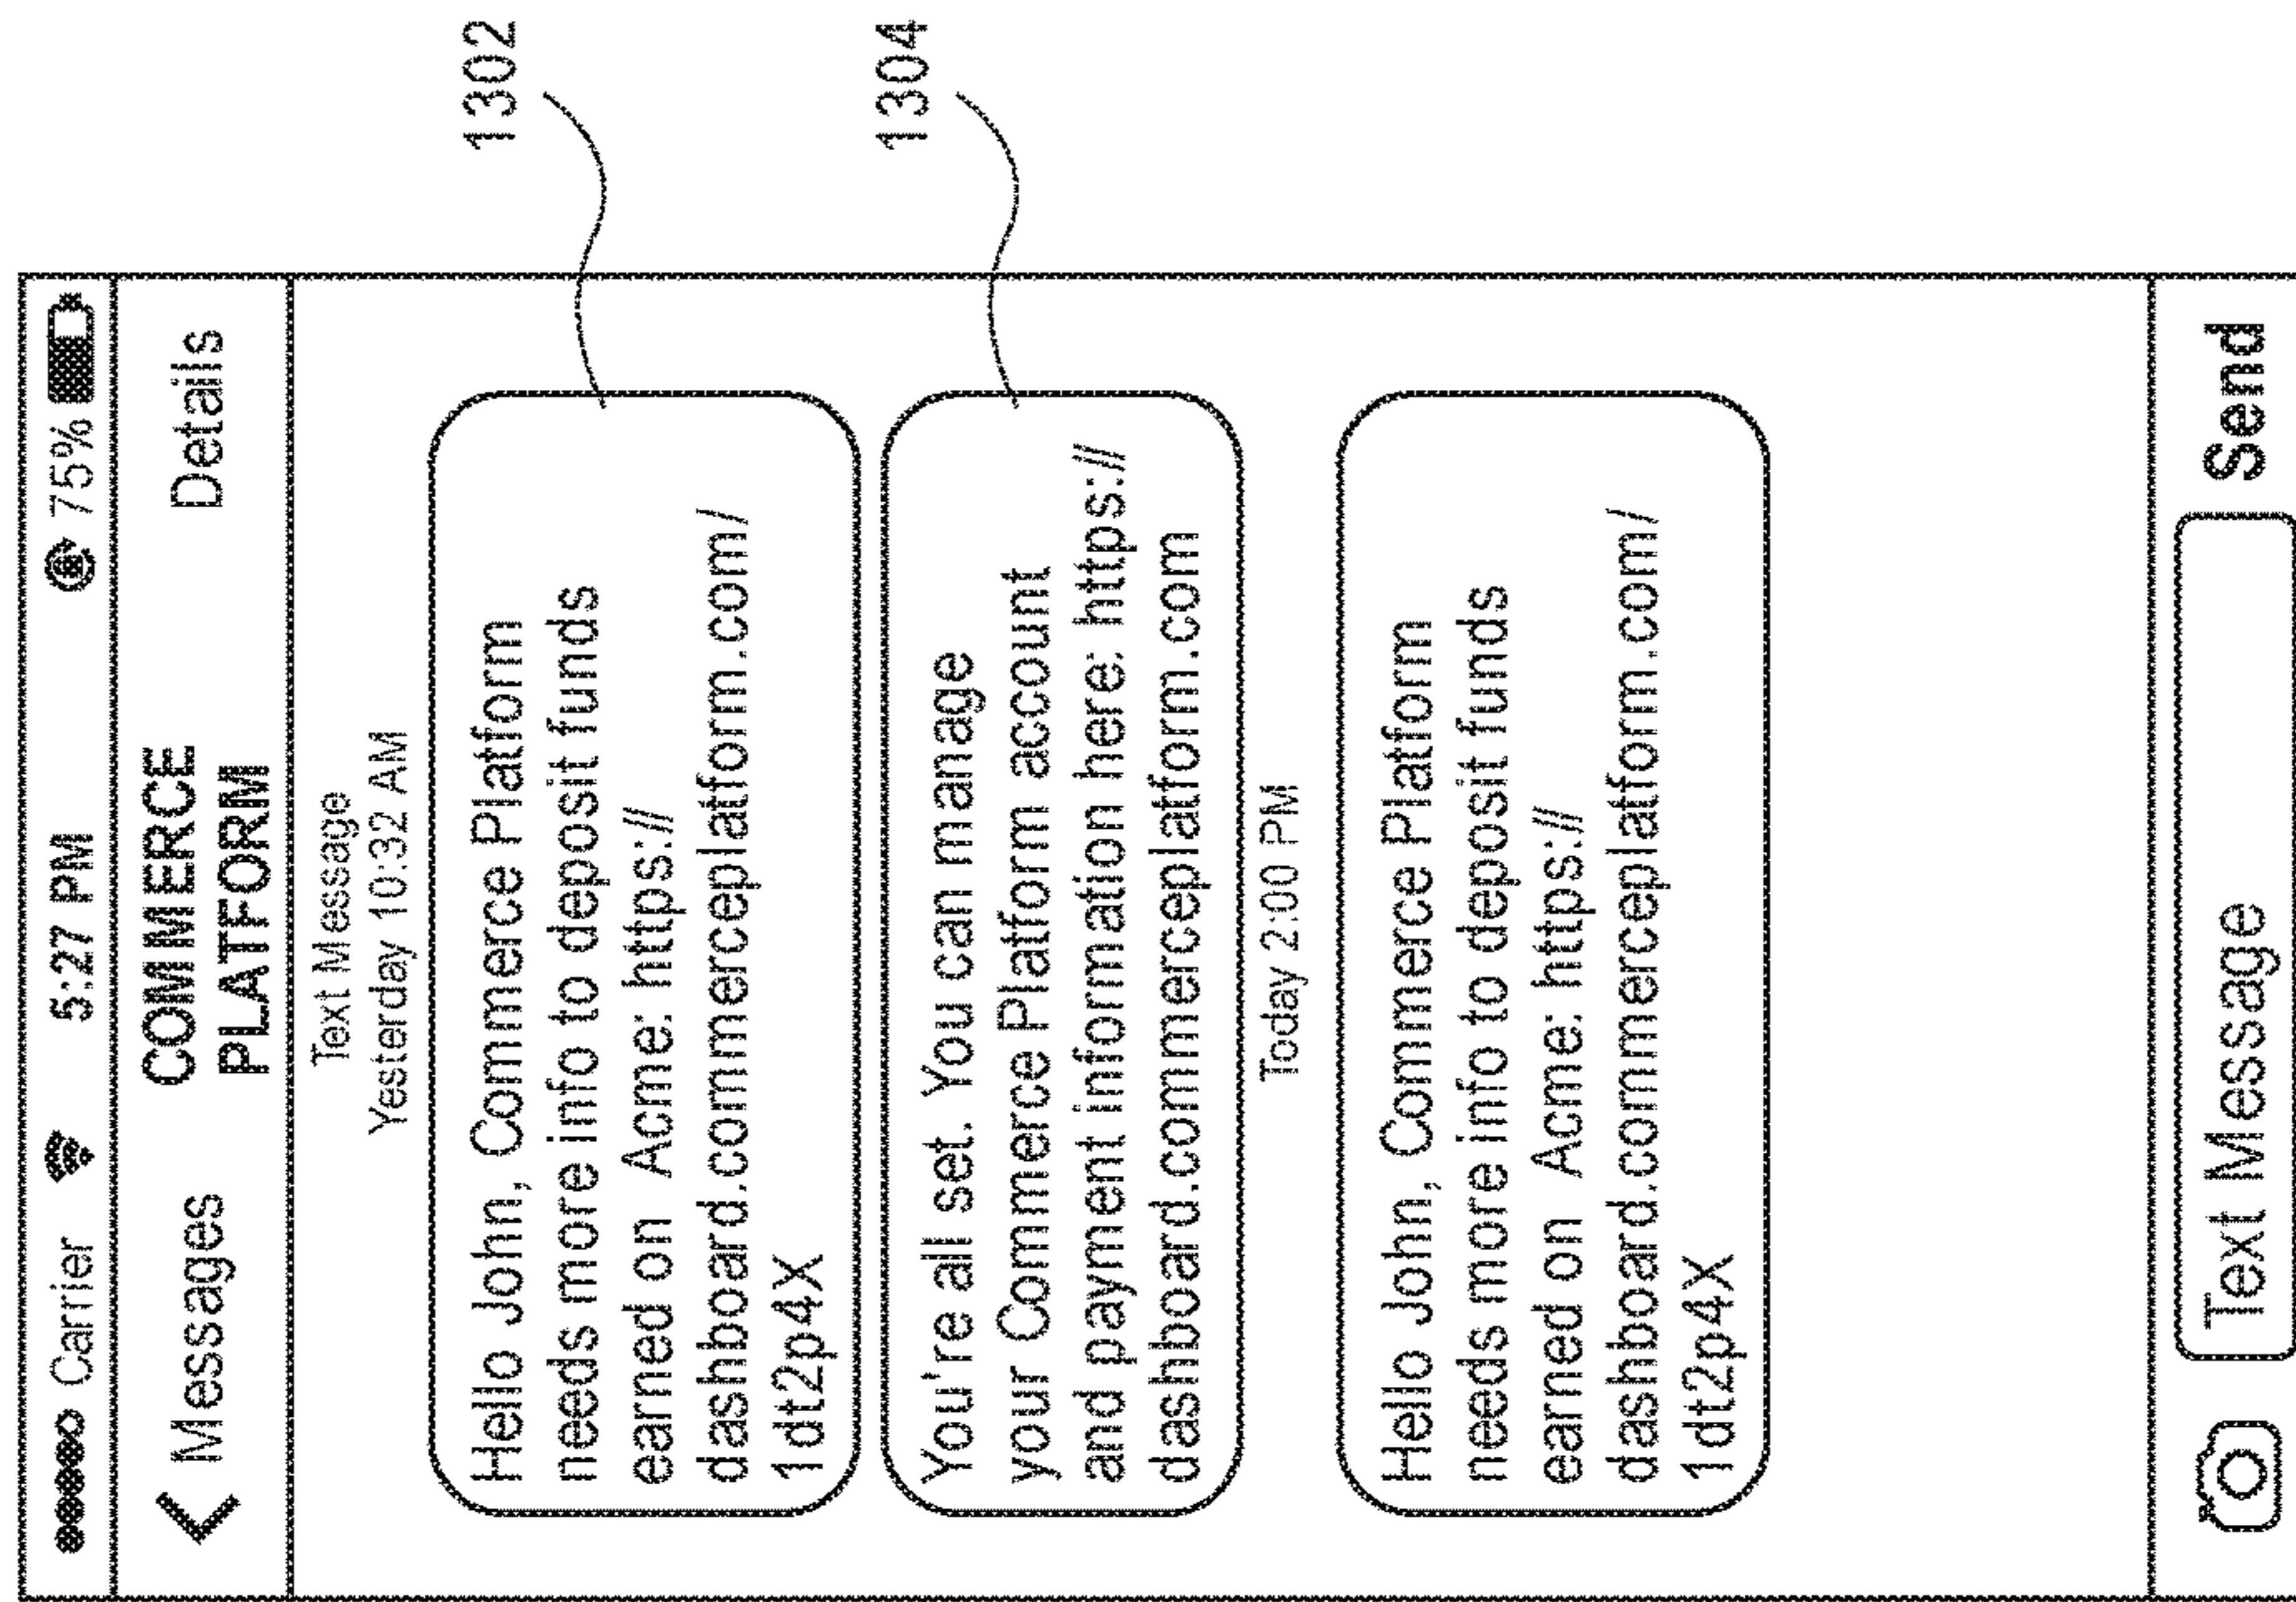 Carrier 5:27 PM 75%
Messages COMMERCE Details
PLATFORM
Text Message
Yesterday 10:32 AM
Hello John, Commerce Platform
needs more info to deposit funds
earned on Acme: https://
dashboard.commerceplatform.com/
1dt2p4X
1302
You're all set. You can manage
your Commerce Platform account
and payment information here: https://
dashboard.commerceplatform.com
1304
Today 2:00 PM
Hello John, Commerce Platform
needs more info to deposit funds
earned on Acme: https://
dashboard.commerceplatform.com/
1dt2p4X
Text Message Send